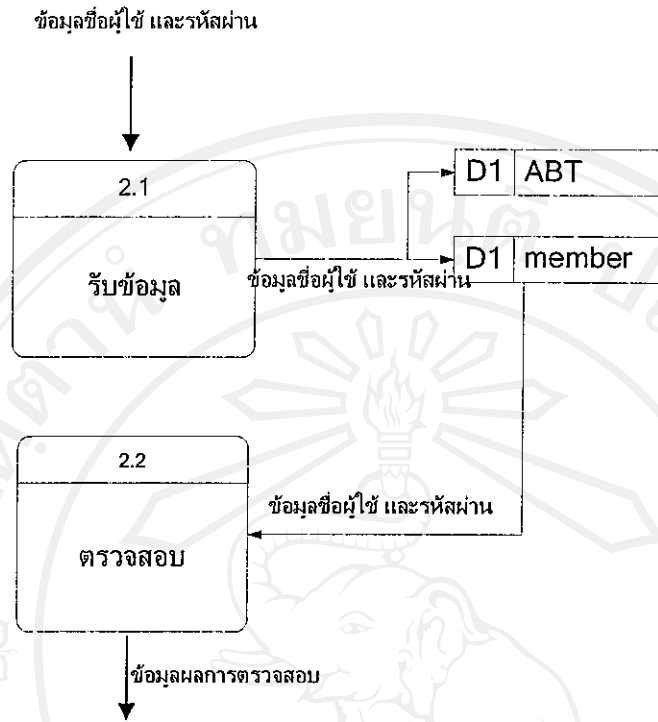 ข้อมูลชื่อผู้ใช้ และรหัสผ่าน
2.1
รับข้อมูล
D1 ABT
D1 member
ข้อมูลชื่อผู้ใช้ และรหัสผ่าน
2.2
ตรวจสอบ
ข้อมูลชื่อผู้ใช้ และรหัสผ่าน
ข้อมูลผลการตรวจสอบ